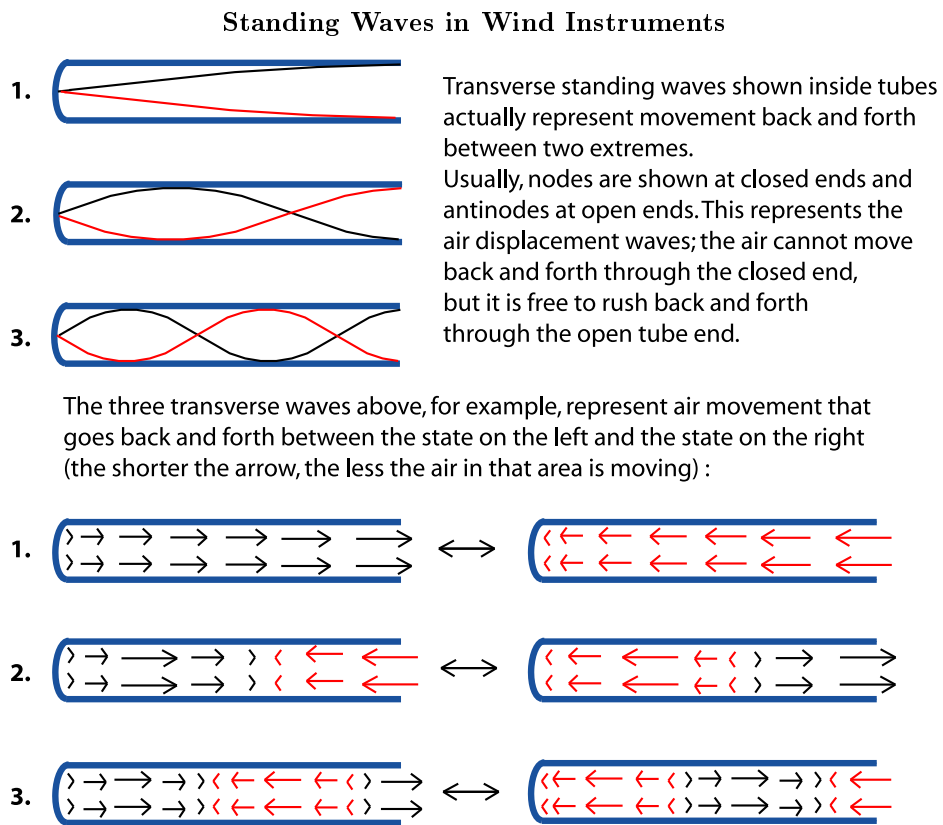 Standing Waves in Wind Instruments
1.
Transverse standing waves shown inside tubes
actually represent movement back and forth
between two extremes.
2.
Usually, nodes are shown at closed ends and
antinodes at open ends. This represents the
air displacement waves; the air cannot move
back and forth through the closed end,
but it is free to rush back and forth
through the open tube end.
3.
The three transverse waves above, for example, represent air movement that
goes back and forth between the state on the left and the state on the right
(the shorter the arrow, the less the air in that area is moving) :
1.
2.
3.